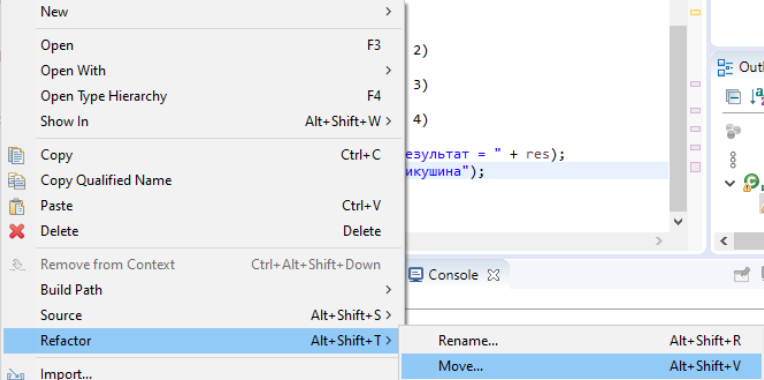 New
Open F3
Open With
Open Type Hierarchy F4
Show In Alt+Shift+W
Copy Ctrl+C
Copy Qualified Name
Paste Ctrl+V
Delete Delete
Remove from Context Ctrl+Alt+Shift+Down
Build Path
Source Alt+Shift+S
Refactor Alt+Shift+T
Import...
Rename... Alt+Shift+R
Move... Alt+Shift+V
2)
3)
4)
езультат = " + res);
икушина");
Console
Outl